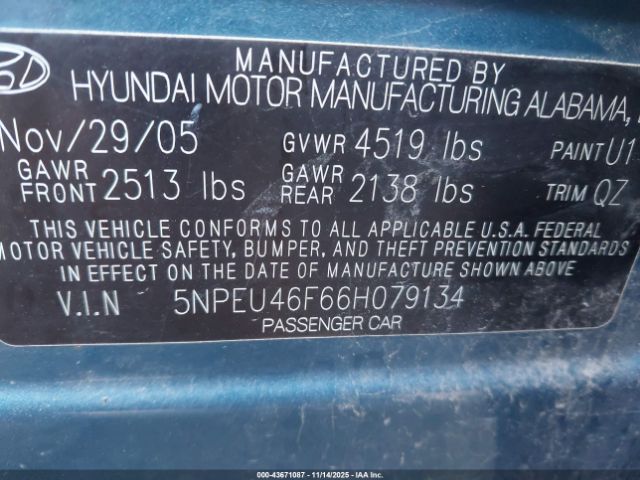 MANUFACTURED BY
HYUNDAI MOTOR MANUFACTURING ALABAMA,
Nov/29/05 GVWR 4519 lbs PAINT U1
GAWR FRONT 2513 lbs GAWR REAR 2138 lbs TRIM QZ
THIS VEHICLE CONFORMS TO ALL APPLICABLE U.S.A. FEDERAL
MOTOR VEHICLE SAFETY, BUMPER, AND THEFT PREVENTION STANDARDS
IN EFFECT ON THE DATE OF MANUFACTURE SHOWN ABOVE.
V.I.N 5NPEU46F66H079134
PASSENGER CAR
000-43671087 - 11/14/2025 - IAA Inc.